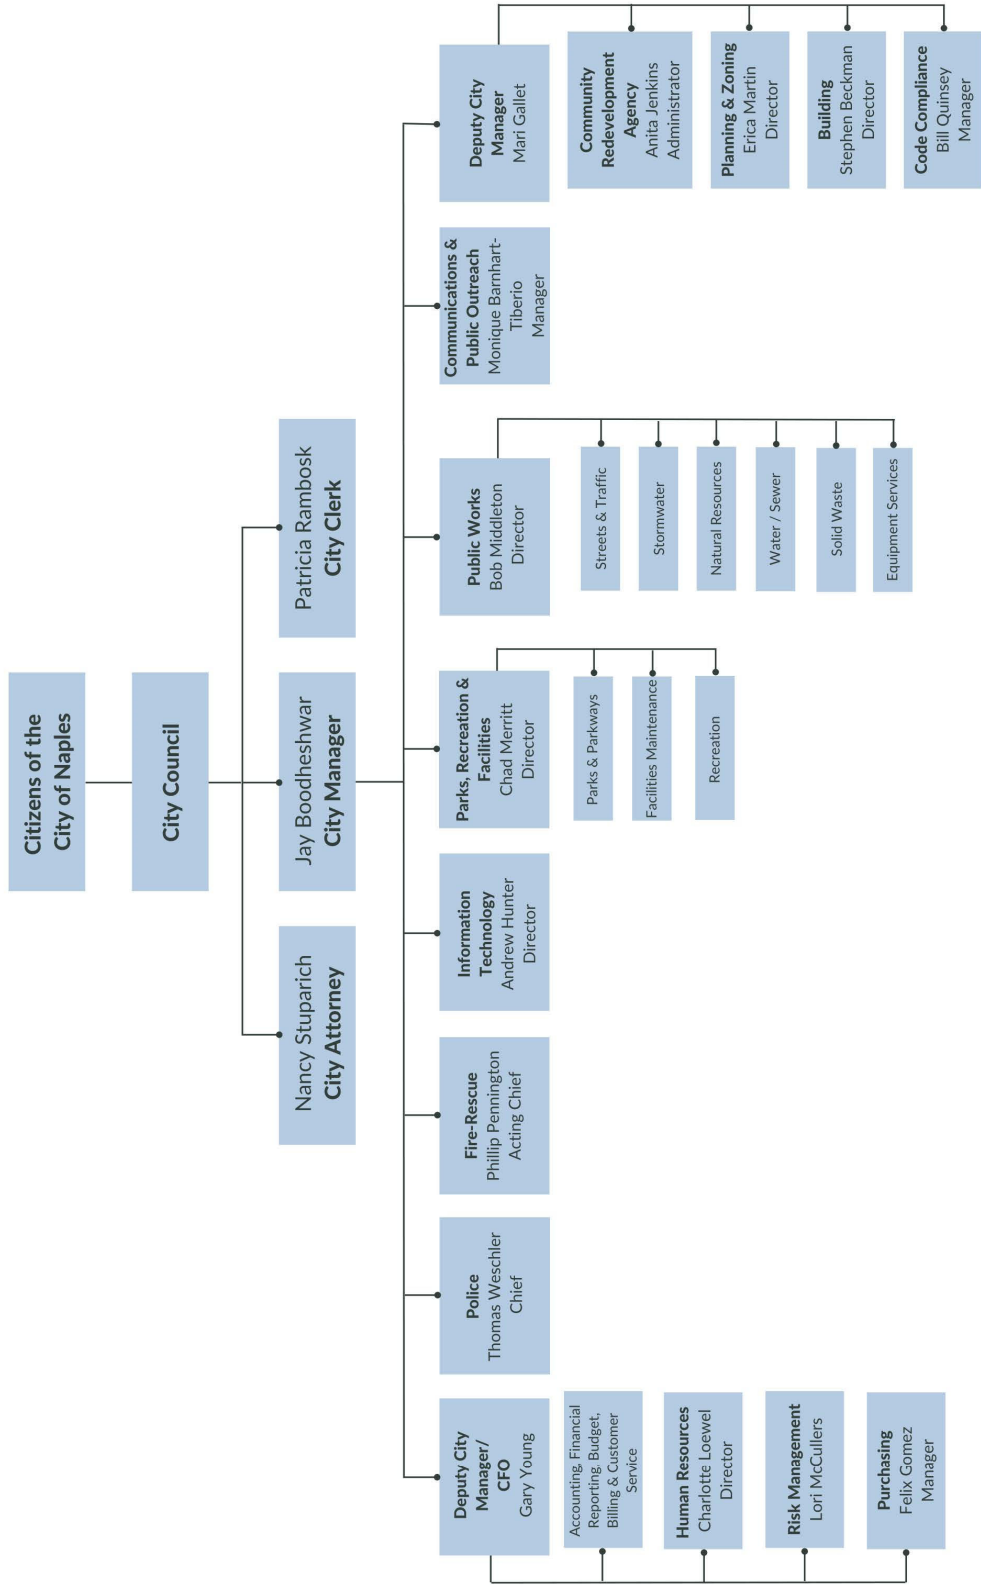 Citizens of the
City of Naples
City Council
Nancy Stuparich
City Attorney
Jay Boodheshwar
City Manager
Patricia Rambosk
City Clerk
Deputy City
Manager/
CFO
Gary Young
Accounting, Financial
Reporting, Budget,
Billing & Customer
Service
Human Resources
Charlotte Loewel
Director
Risk Management
Lori McCullers
Purchasing
Felix Gomez
Manager
Police
Thomas Weschler
Chief
Fire-Rescue
Phillip Pennington
Acting Chief
Information
Technology
Andrew Hunter
Director
Parks, Recreation &
Facilities
Chad Merritt
Director
Parks & Parkways
Facilities Maintenance
Recreation
Public Works
Bob Middleton
Director
Streets & Traffic
Stormwater
Natural Resources
Water / Sewer
Solid Waste
Equipment Services
Communications &
Public Outreach
Monique Barnhart-
Tiberio
Manager
Deputy City
Manager
Mari Gallet
Community
Redevelopment
Agency
Anita Jenkins
Administrator
Planning & Zoning
Erica Martin
Director
Building
Stephen Beckman
Director
Code Compliance
Bill Quinsey
Manager